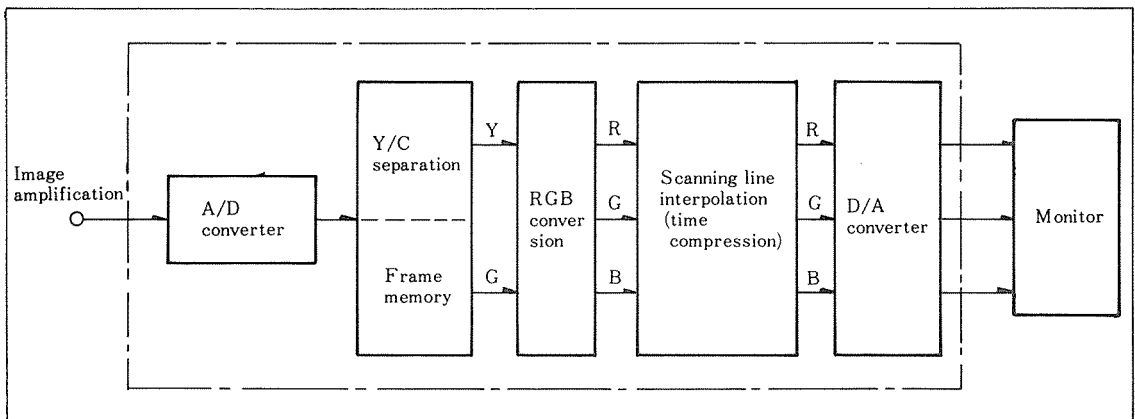 Image
amplification
A/D
converter
Y/C
separation
Frame
memory
Y
G
RGB
conver
sion
R
G
B
Scanning line
interpolation
(time
compression)
R
G
B
D/A
converter
Monitor